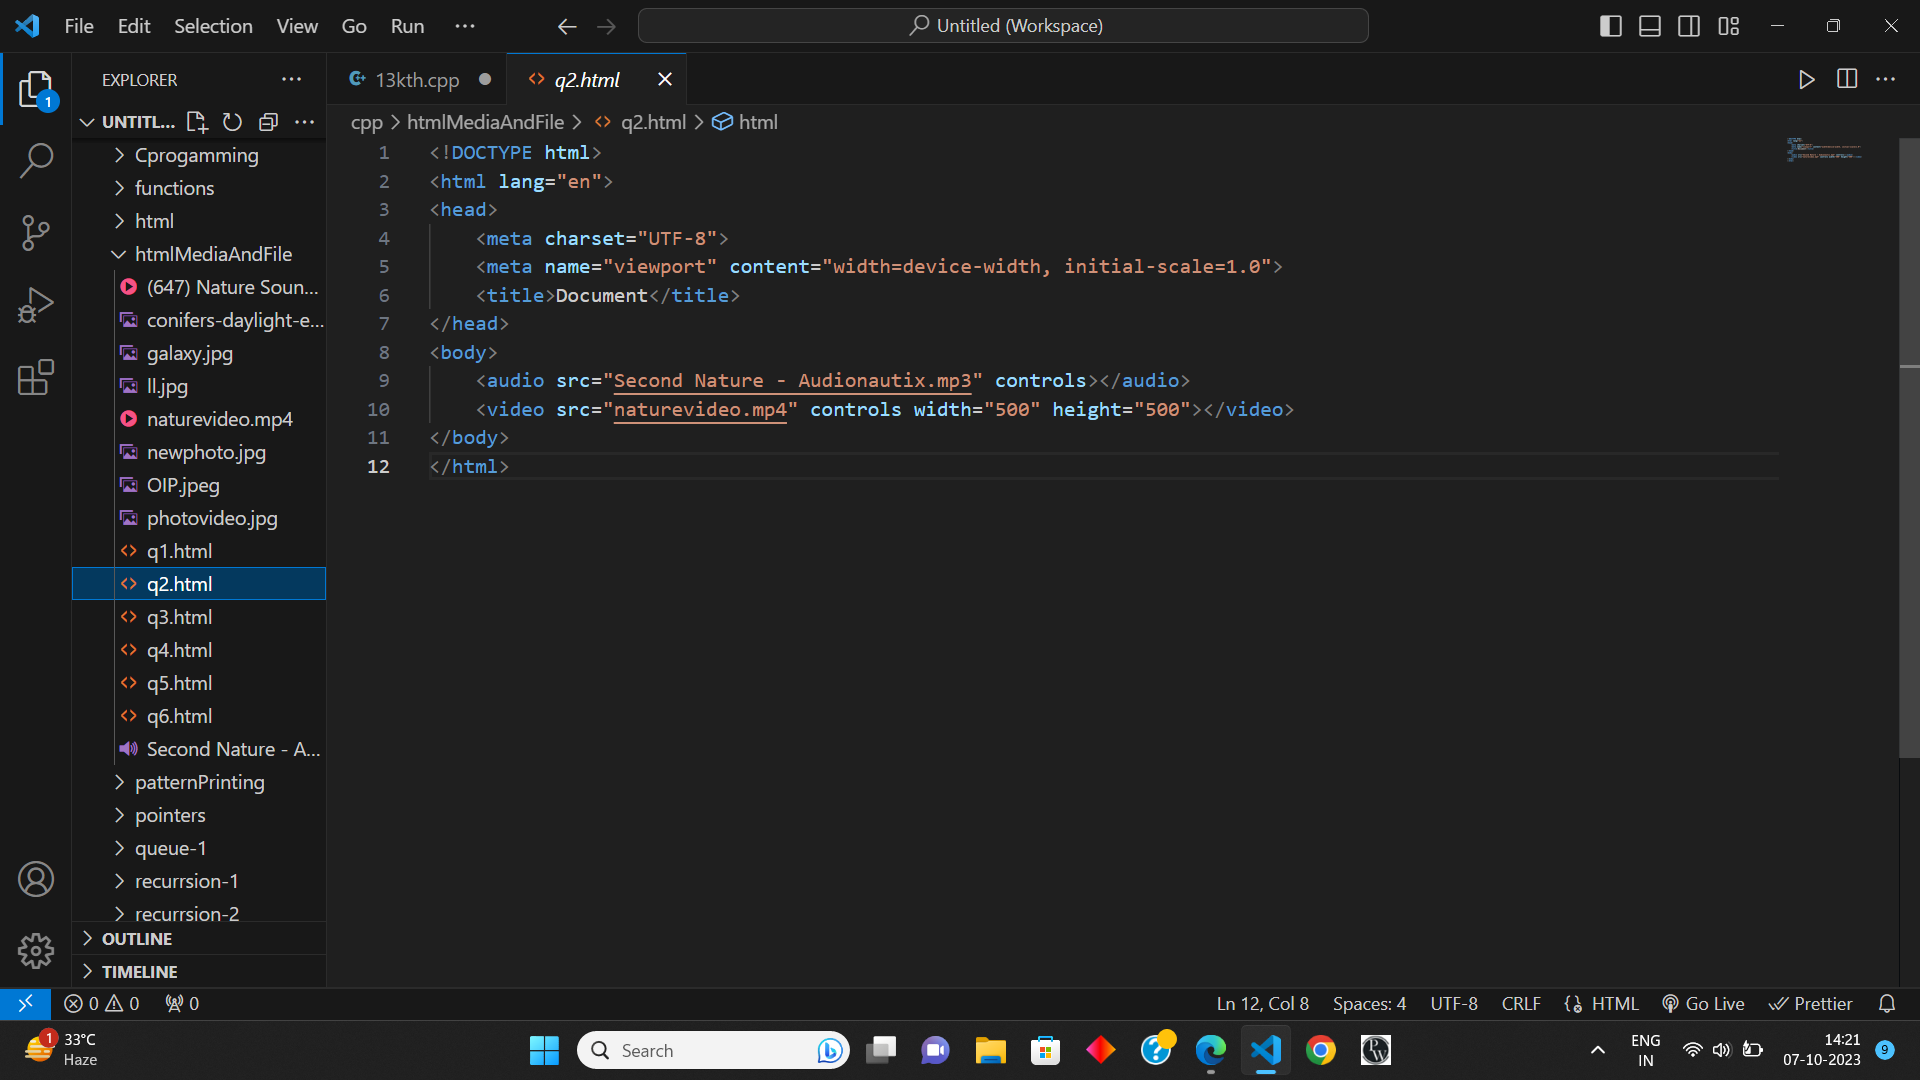 File Edit Selection View Go Run ···
Untitled (Workspace)
EXPLORER ···
UNTITL... ···
Cprogamming
functions
html
htmlMediaAndFile
(647) Nature Soun...
conifers-daylight-e...
galaxy.jpg
ll.jpg
naturevideo.mp4
newphoto.jpg
OIP.jpeg
photovideo.jpg
q1.html
q2.html
q3.html
q4.html
q5.html
q6.html
Second Nature - A...
patternPrinting
pointers
queue-1
recurrsion-1
recurrsion-2
OUTLINE
TIMELINE
1
13kth.cpp ● q2.html
cpp > htmlMediaAndFile > <> q2.html > html
1 <!DOCTYPE html>
2 <html lang="en">
3 <head>
4 <meta charset="UTF-8">
5 <meta name="viewport" content="width=device-width, initial-scale=1.0">
6 <title>Document</title>
7 </head>
8 <body>
9 <audio src="Second Nature - Audionautix.mp3" controls></audio>
10 <video src="naturevideo.mp4" controls width="500" height="500"></video>
11 </body>
12 </html>
0 0 0 Ln 12, Col 8 Spaces: 4 UTF-8 CRLF HTML Go Live Prettier
1 33°C
Haze
Search
PW
ENG
IN
14:21
07-10-2023
9